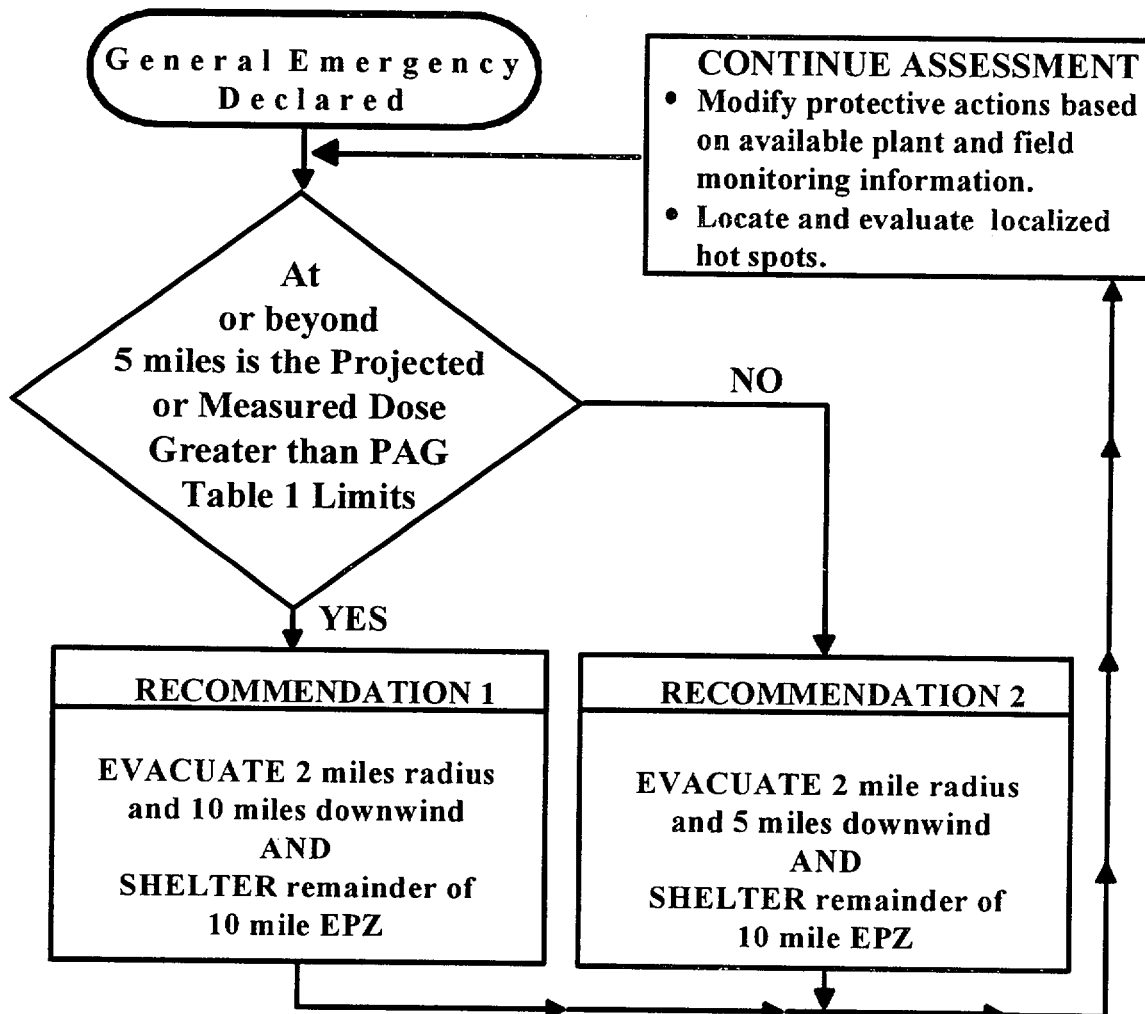 General Emergency
Declared
CONTINUE ASSESSMENT
• Modify protective actions based
on available plant and field
monitoring information.
• Locate and evaluate localized
hot spots.
At
or beyond
5 miles is the Projected
or Measured Dose
Greater than PAG
Table 1 Limits
NO
YES
RECOMMENDATION 1
EVACUATE 2 miles radius
and 10 miles downwind
AND
SHELTER remainder of
10 mile EPZ
RECOMMENDATION 2
EVACUATE 2 mile radius
and 5 miles downwind
AND
SHELTER remainder of
10 mile EPZ